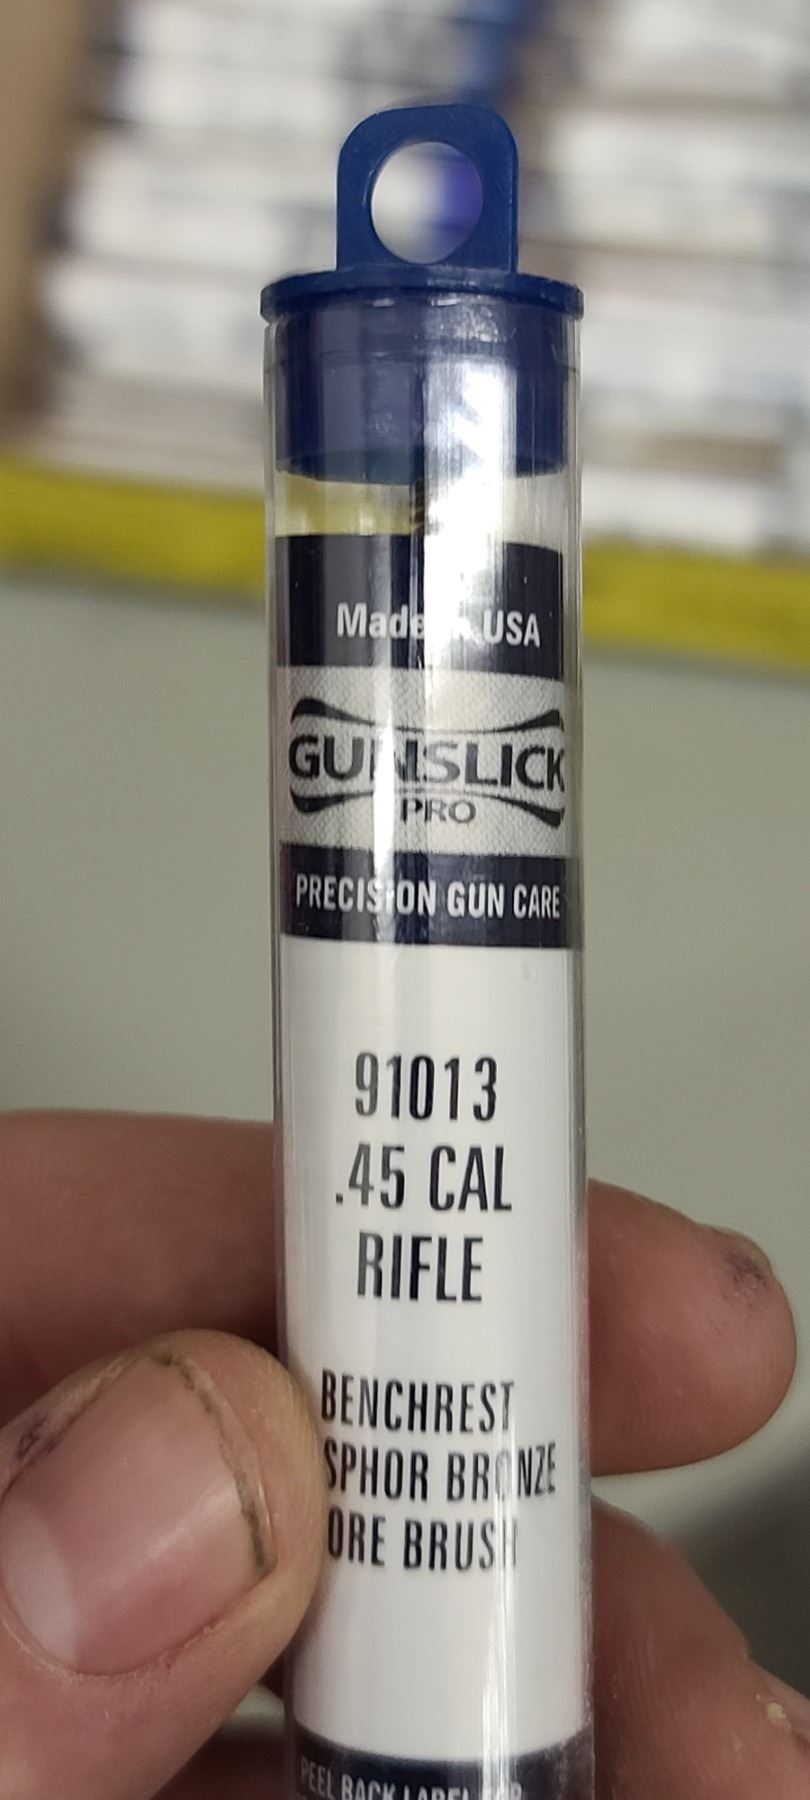 Made USA
GUNSLICK
PRO
PRECISION GUN CARE
91013
.45 CAL
RIFLE
BENCHREST
SPHOR BRONZE
ORE BRUSH
PEEL BACK LABEL FOR